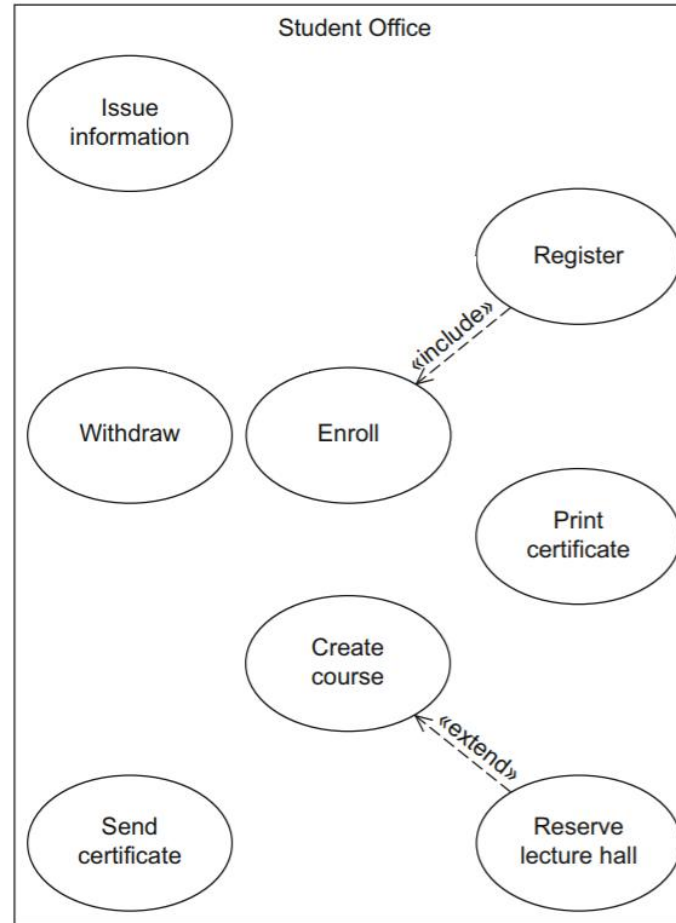 Student Office
Issue
information
Register
«include»
Withdraw
Enroll
Print
certificate
Create
course
«extend»
Send
certificate
Reserve
lecture hall